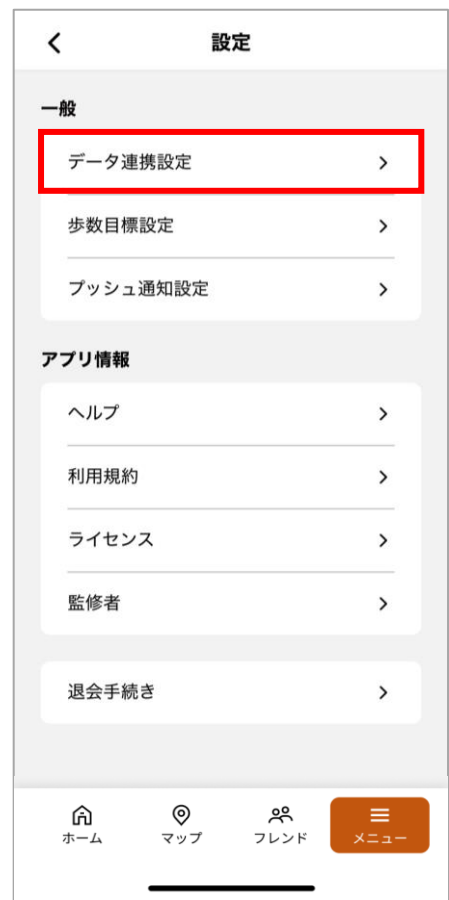 設定
一般
データ連携設定
歩数目標設定
プッシュ通知設定
アプリ情報
ヘルプ
利用規約
ライセンス
監修者
退会手続き
ホーム マップ フレンド メニュー